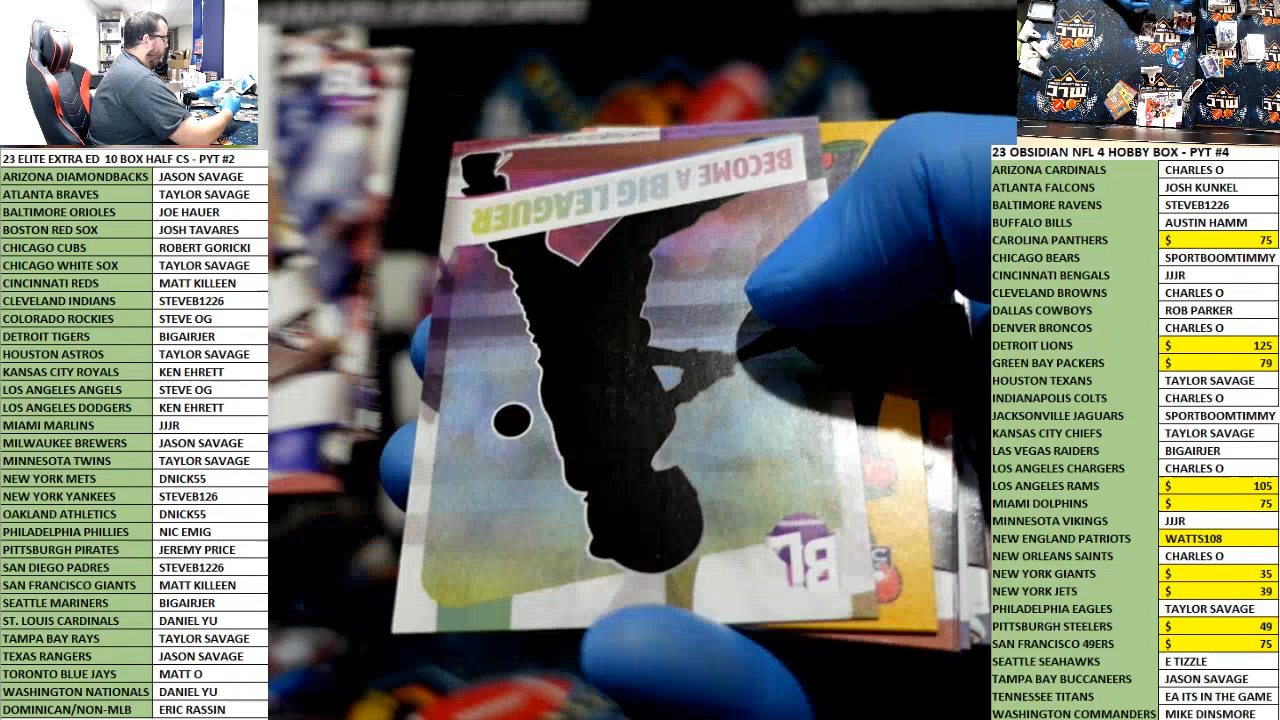 23 ELITE EXTRA ED 10 BOX HALF CS - PYT #2
ARIZONA DIAMONDBACKS JASON SAVAGE
ATLANTA BRAVES TAYLOR SAVAGE
BALTIMORE ORIOLES JOE HAUER
BOSTON RED SOX JOSH TAVARES
CHICAGO CUBS ROBERT GORICKI
CHICAGO WHITE SOX TAYLOR SAVAGE
CINCINNATI REDS MATT KILLEEN
CLEVELAND INDIANS STEVEB1226
COLORADO ROCKIES STEVE OG
DETROIT TIGERS BIGAIRJER
HOUSTON ASTROS TAYLOR SAVAGE
KANSAS CITY ROYALS KEN EHRETT
LOS ANGELES ANGELS STEVE OG
LOS ANGELES DODGERS KEN EHRETT
MIAMI MARLINS JJJR
MILWAUKEE BREWERS JASON SAVAGE
MINNESOTA TWINS TAYLOR SAVAGE
NEW YORK METS DNICK55
NEW YORK YANKEES STEVEB126
OAKLAND ATHLETICS DNICK55
PHILADELPHIA PHILLIES NIC EMIG
PITTSBURGH PIRATES JEREMY PRICE
SAN DIEGO PADRES STEVEB1226
SAN FRANCISCO GIANTS MATT KILLEEN
SEATTLE MARINERS BIGAIRJER
ST. LOUIS CARDINALS DANIEL YU
TAMPA BAY RAYS TAYLOR SAVAGE
TEXAS RANGERS JASON SAVAGE
TORONTO BLUE JAYS MATT O
WASHINGTON NATIONALS DANIEL YU
DOMINICAN/NON-MLB ERIC RASSIN
BECOME A BIG LEAGUER
BL
MLC
MLC
MLC
MLC
23 OBSIDIAN NFL 4 HOBBY BOX - PYT #4
ARIZONA CARDINALS CHARLES O
ATLANTA FALCONS JOSH KUNKEL
BALTIMORE RAVENS STEVEB1226
BUFFALO BILLS AUSTIN HAMM
CAROLINA PANTHERS $ 75
CHICAGO BEARS SPORTBOOMTIMMY
CINCINNATI BENGALS JJJR
CLEVELAND BROWNS CHARLES O
DALLAS COWBOYS ROB PARKER
DENVER BRONCOS CHARLES O
DETROIT LIONS $ 125
GREEN BAY PACKERS $ 79
HOUSTON TEXANS TAYLOR SAVAGE
INDIANAPOLIS COLTS CHARLES O
JACKSONVILLE JAGUARS SPORTBOOMTIMMY
KANSAS CITY CHIEFS TAYLOR SAVAGE
LAS VEGAS RAIDERS BIGAIRJER
LOS ANGELES CHARGERS CHARLES O
LOS ANGELES RAMS $ 105
MIAMI DOLPHINS $ 75
MINNESOTA VIKINGS JJJR
NEW ENGLAND PATRIOTS WATTS108
NEW ORLEANS SAINTS CHARLES O
NEW YORK GIANTS $ 35
NEW YORK JETS $ 39
PHILADELPHIA EAGLES TAYLOR SAVAGE
PITTSBURGH STEELERS $ 49
SAN FRANCISCO 49ERS $ 75
SEATTLE SEAHAWKS E TIZZLE
TAMPA BAY BUCCANEERS JASON SAVAGE
TENNESSEE TITANS EA ITS IN THE GAME
WASHINGTON COMMANDERS MIKE DINSMORE